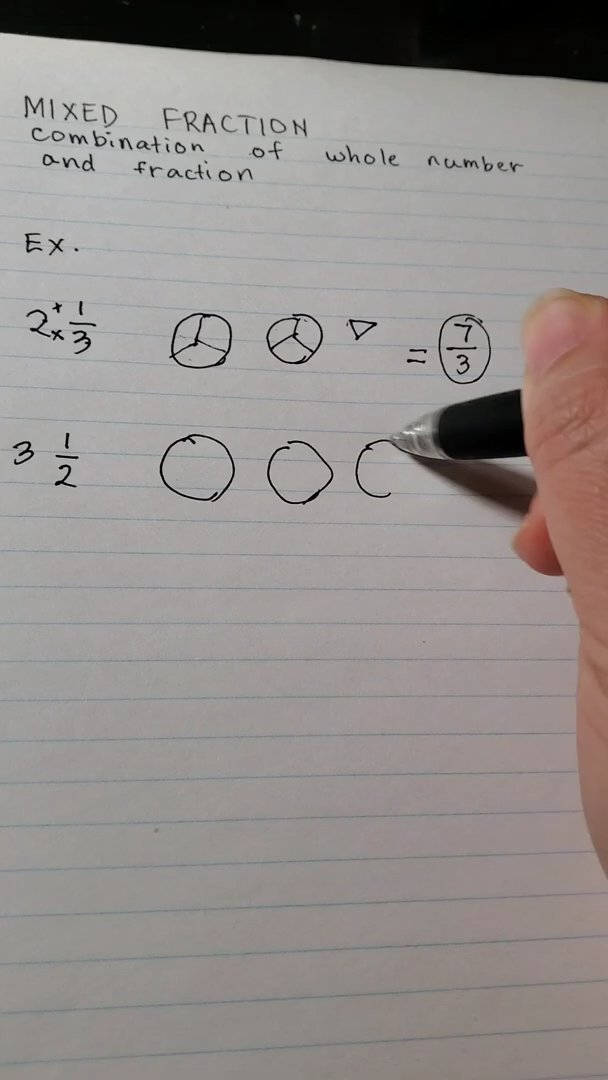 MIXED FRACTION
combination of whole number
and fraction
Ex.
2 + x 1/3 = 7/3
3 1/2